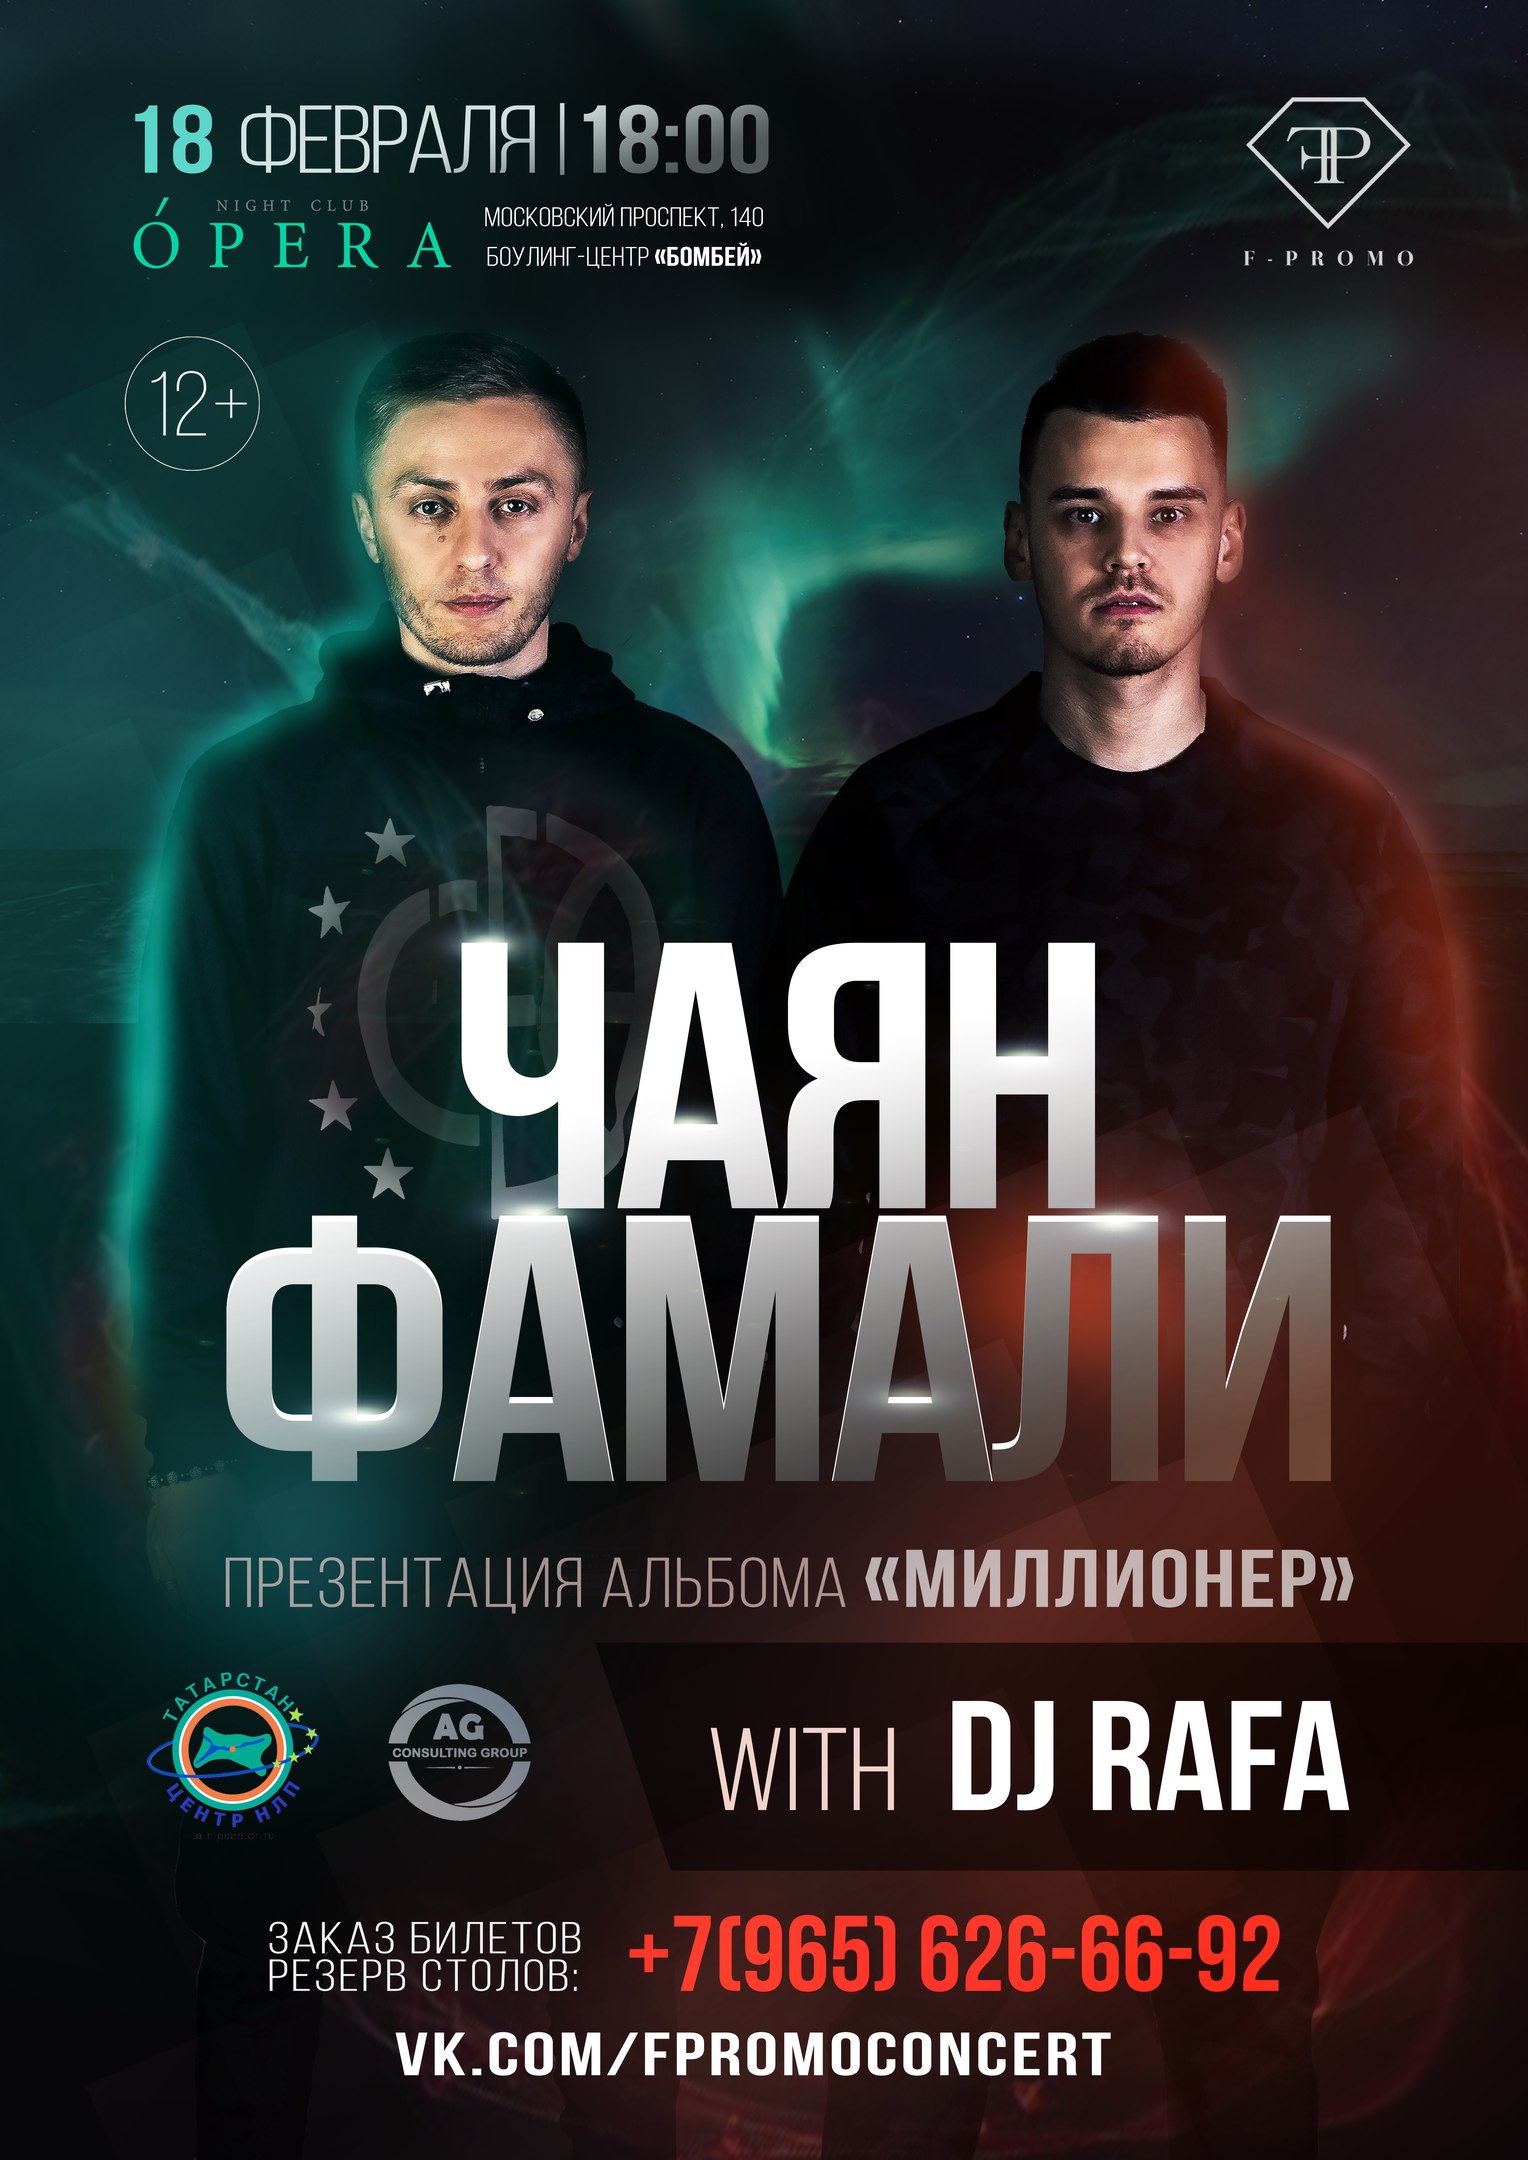 18 ФЕВРАЛЯ | 18:00
NIGHT CLUB
ÓPERA
МОСКОВСКИЙ ПРОСПЕКТ, 140
БОУЛИНГ-ЦЕНТР «БОМБЕЙ»
FP
F-PROMO
12+
ЧАЯН
ФАМАЛИ
ПРЕЗЕНТАЦИЯ АЛЬБОМА «МИЛЛИОНЕР»
ТАТАРСТАН
ЦЕНТР НЛП
AG
CONSULTING GROUP
WITH DJ RAFA
ЗАКАЗ БИЛЕТОВ
РЕЗЕРВ СТОЛОВ:
+7(965) 626-66-92
VK.COM/FPROMOCONCERT